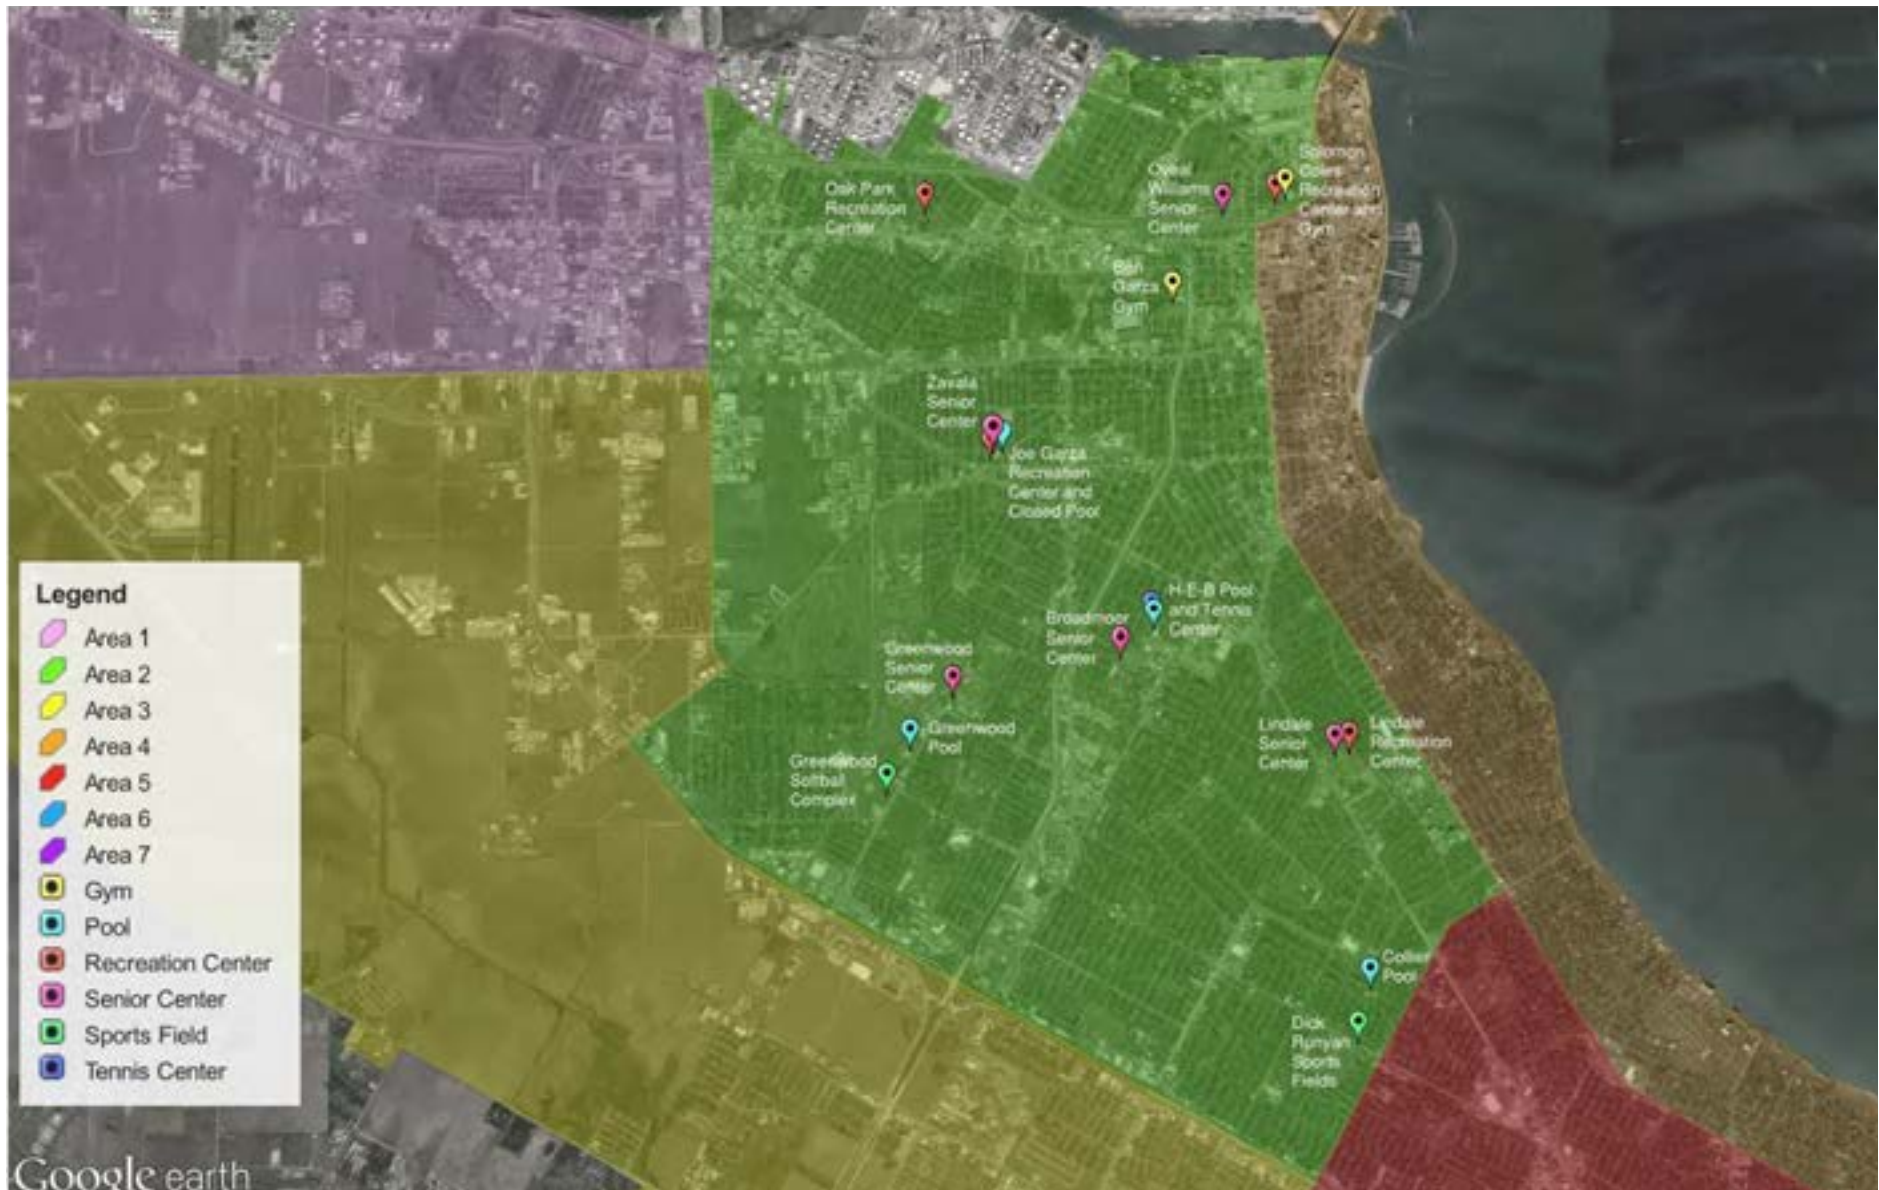 Solomon
Coles
Recreation
Center and
Gym
Oveal
Williams
Senior
Center
Oak Park
Recreation
Center
Ben
Garza
Gym
Zavala
Senior
Center
Joe Garza
Recreation
Center and
Closed Pool
H-E-B Pool
and Tennis
Center
Broadmoor
Senior
Center
Greenwood
Senior
Center
Greenwood
Pool
Greenwood
Softball
Complex
Lindale
Senior
Center
Lindale
Recreation
Center
Collier
Pool
Dick
Runyan
Sports
Fields
Legend
Area 1
Area 2
Area 3
Area 4
Area 5
Area 6
Area 7
Gym
Pool
Recreation Center
Senior Center
Sports Field
Tennis Center
Google earth